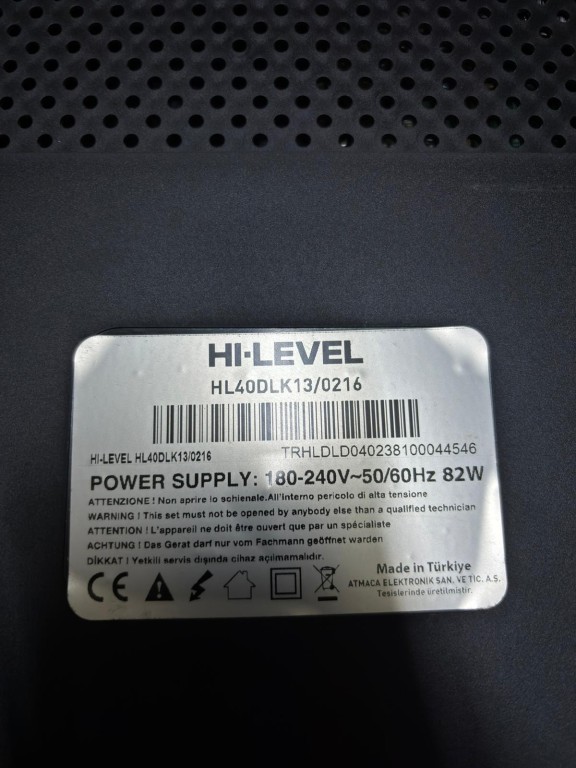 HI-LEVEL
HL40DLK13/0216
HI-LEVEL HL40DLK13/0216
TRHLDLD040238100044546
POWER SUPPLY: 180-240V~50/60Hz 82W
ATTENZIONE ! Non aprire lo schienale.All'interno pericolo di alta tensione
WARNING ! This set must not be opened by anybody else than a qualified technician
ATTENTION ! L'appareil ne doit être ouvert que par un spécialiste
ACHTUNG ! Das Gerat darf nur vom Fachmann geöffnet warden
DİKKAT ! Yetkili servis dışında cihaz açılmamalıdır.
CE
Made in Türkiye
ATMACA ELEKTRONİK SAN. VE TİC. A.Ş.
Tesislerinde üretilmiştir.